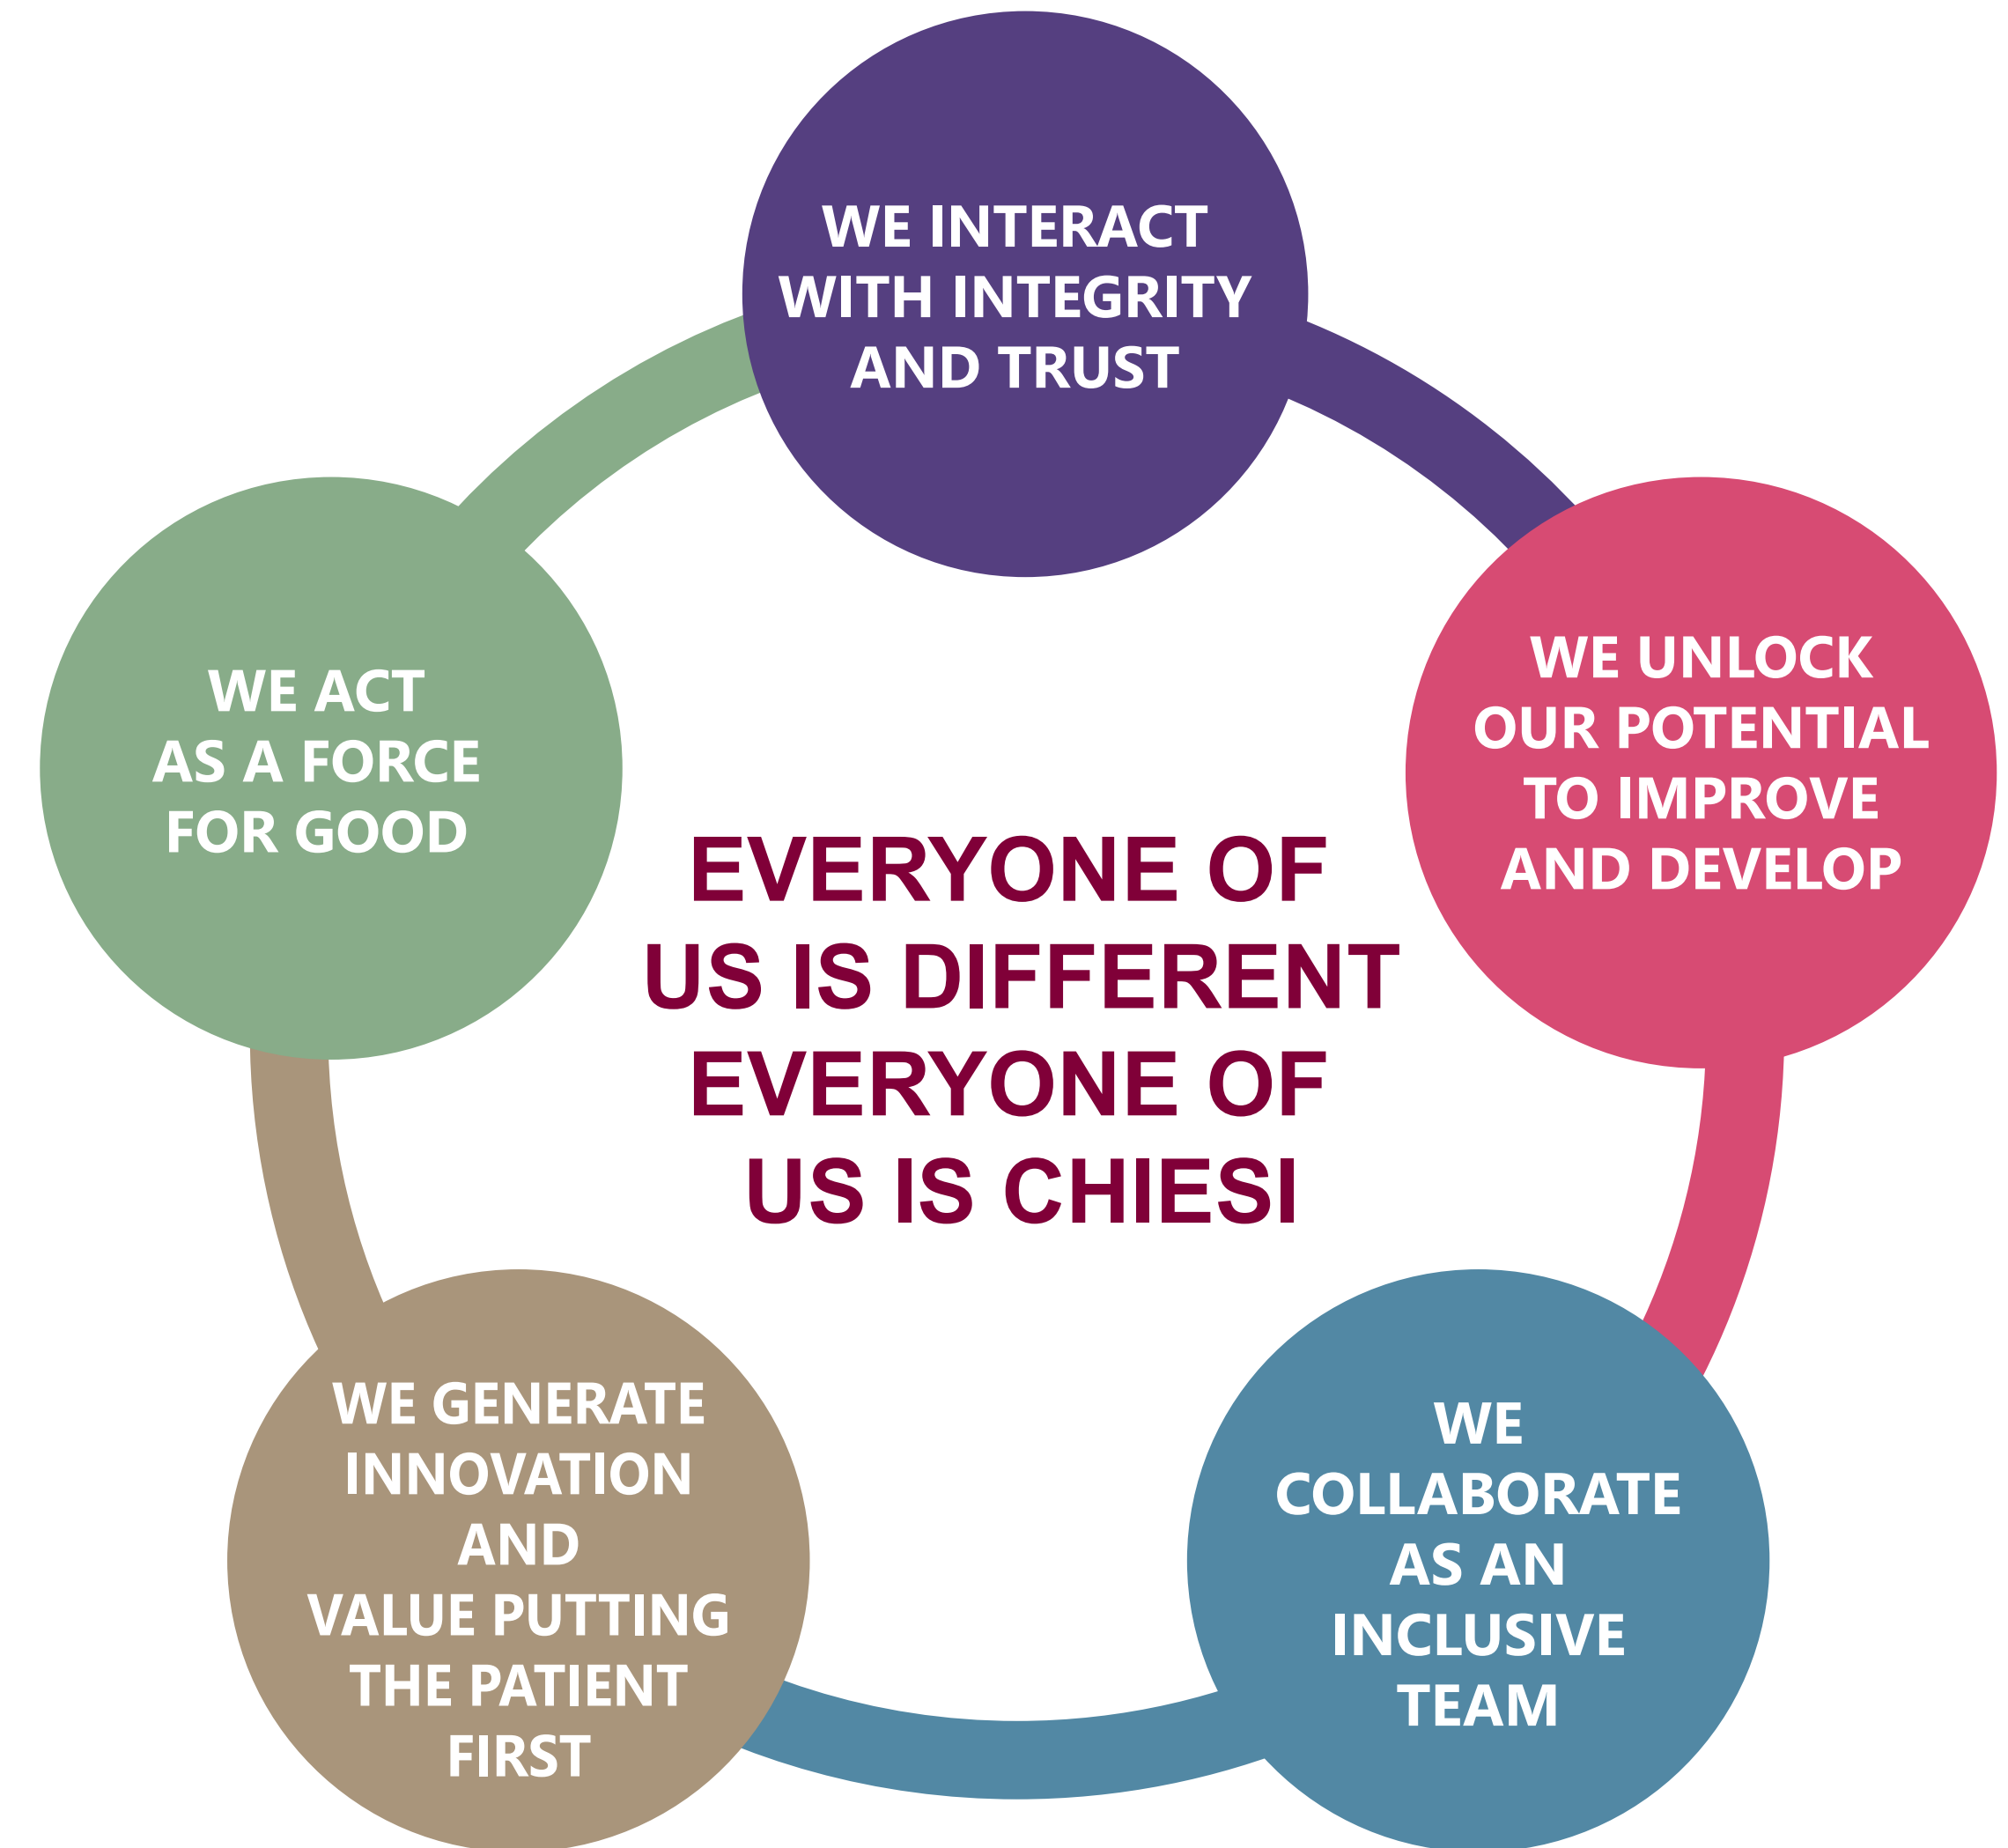 WE INTERACT
WITH INTEGRITY
AND TRUST
WE UNLOCK
OUR POTENTIAL
TO IMPROVE
AND DEVELOP
WE
COLLABORATE
AS AN
INCLUSIVE
TEAM
WE GENERATE
INNOVATION
AND
VALUE PUTTING
THE PATIENT
FIRST
WE ACT
AS A FORCE
FOR GOOD
EVERYONE OF
US IS DIFFERENT
EVERYONE OF
US IS CHIESI